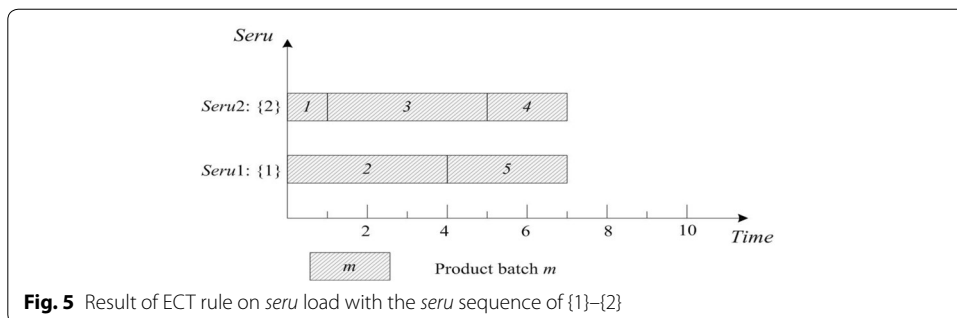 Seru
Seru2: {2} 1 3 4
Seru1: {1} 2 5
2 4 6 8 10
Time
m Product batch m
Fig. 5 Result of ECT rule on seru load with the seru sequence of {1}–{2}